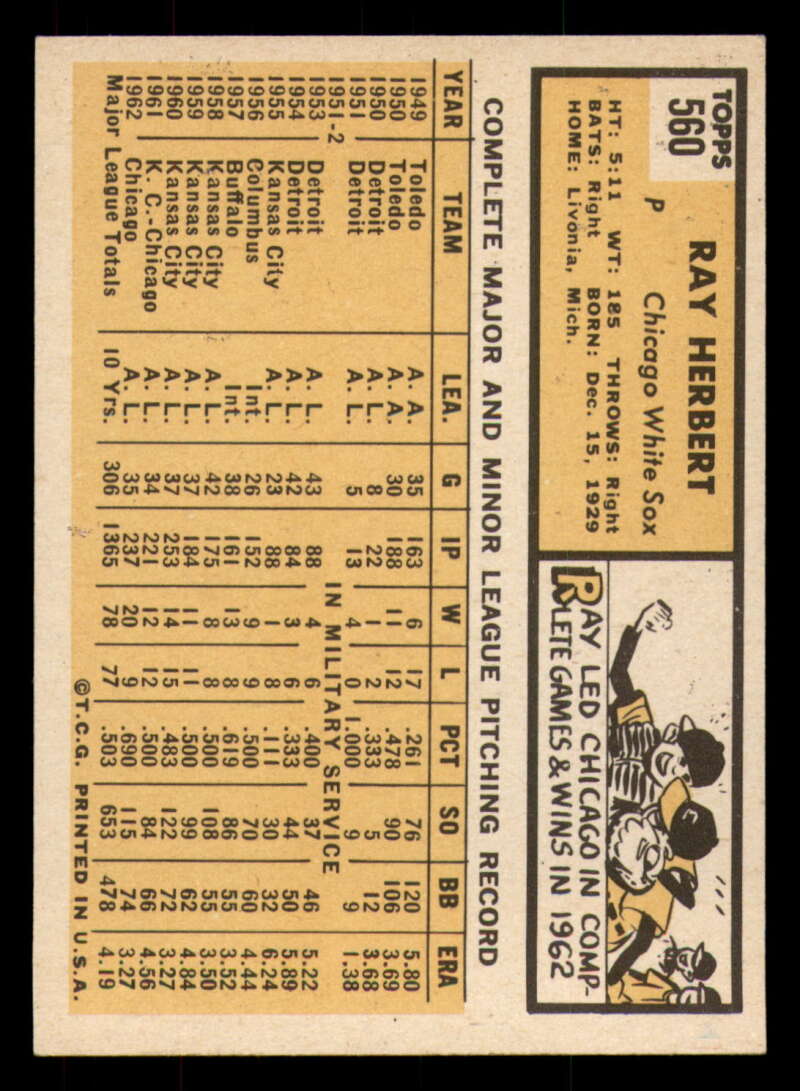 TOPPS
560
RAY HERBERT
P Chicago White Sox
HT: 5:11 WT: 185 THROWS: Right
BATS: Right BORN: Dec. 15, 1929
HOME: Livonia, Mich.
RAY LED CHICAGO IN COMP-
LETE GAMES & WINS IN 1962
C
COMPLETE MAJOR AND MINOR LEAGUE PITCHING RECORD
YEAR TEAM LEA. G IP W L PCT SO BB ERA
1949 Toledo A. A. 35 163 6 17 .261 76 120 5.80
1950 Toledo A. A. 30 188 11 12 .478 90 106 3.69
1950 Detroit A. L. 8 22 1 2 .333 5 12 3.68
1951 Detroit A. L. 5 13 4 0 1.000 9 9 1.38
1951-2 IN MILITARY SERVICE
1953 Detroit A. L. 43 88 4 6 .400 37 46 5.22
1954 Detroit A. L. 42 84 3 6 .333 44 50 5.89
1955 Kansas City A. L. 23 88 1 8 .111 30 32 6.24
1956 Columbus Int. 26 152 9 9 .500 70 60 4.44
1957 Buffalo Int. 38 161 13 8 .619 86 55 3.52
1958 Kansas City A. L. 42 175 8 8 .500 108 55 3.50
1959 Kansas City A. L. 37 184 11 11 .500 99 62 4.84
1960 Kansas City A. L. 37 253 14 15 .483 122 72 3.27
1961 K. C.-Chicago A. L. 34 221 12 12 .500 84 66 4.56
1962 Chicago A. L. 35 237 20 9 .690 115 74 3.27
Major League Totals 10 Yrs. 306 1365 78 77 .503 653 478 4.19
©T.C.G. PRINTED IN U.S.A.